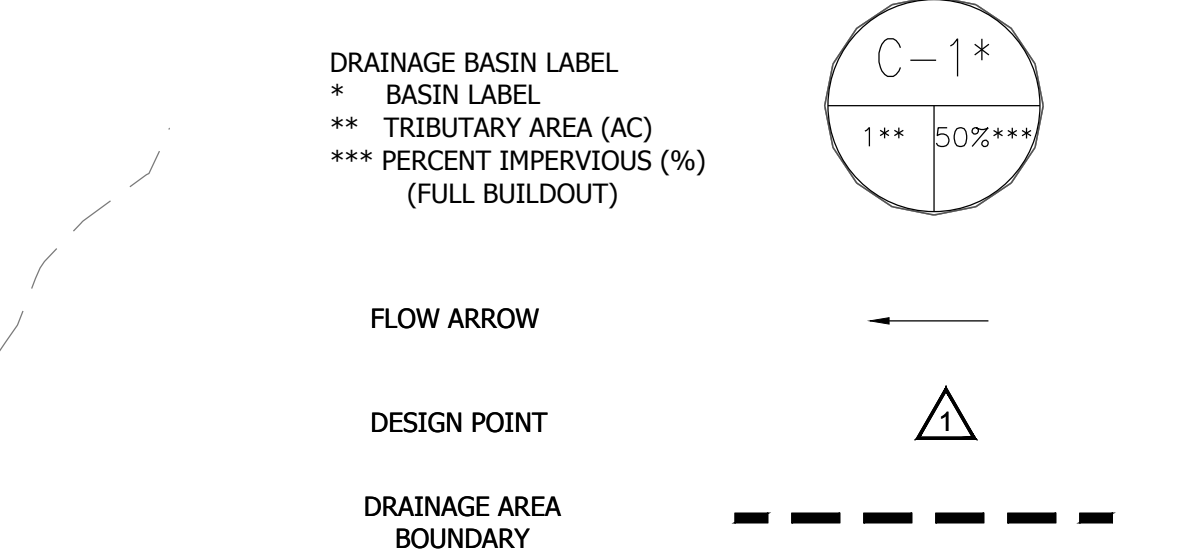 DRAINAGE BASIN LABEL
* BASIN LABEL
** TRIBUTARY AREA (AC)
*** PERCENT IMPERVIOUS (%)
(FULL BUILDOUT)
C-1*
1** 50%***
FLOW ARROW
DESIGN POINT
1
DRAINAGE AREA
BOUNDARY